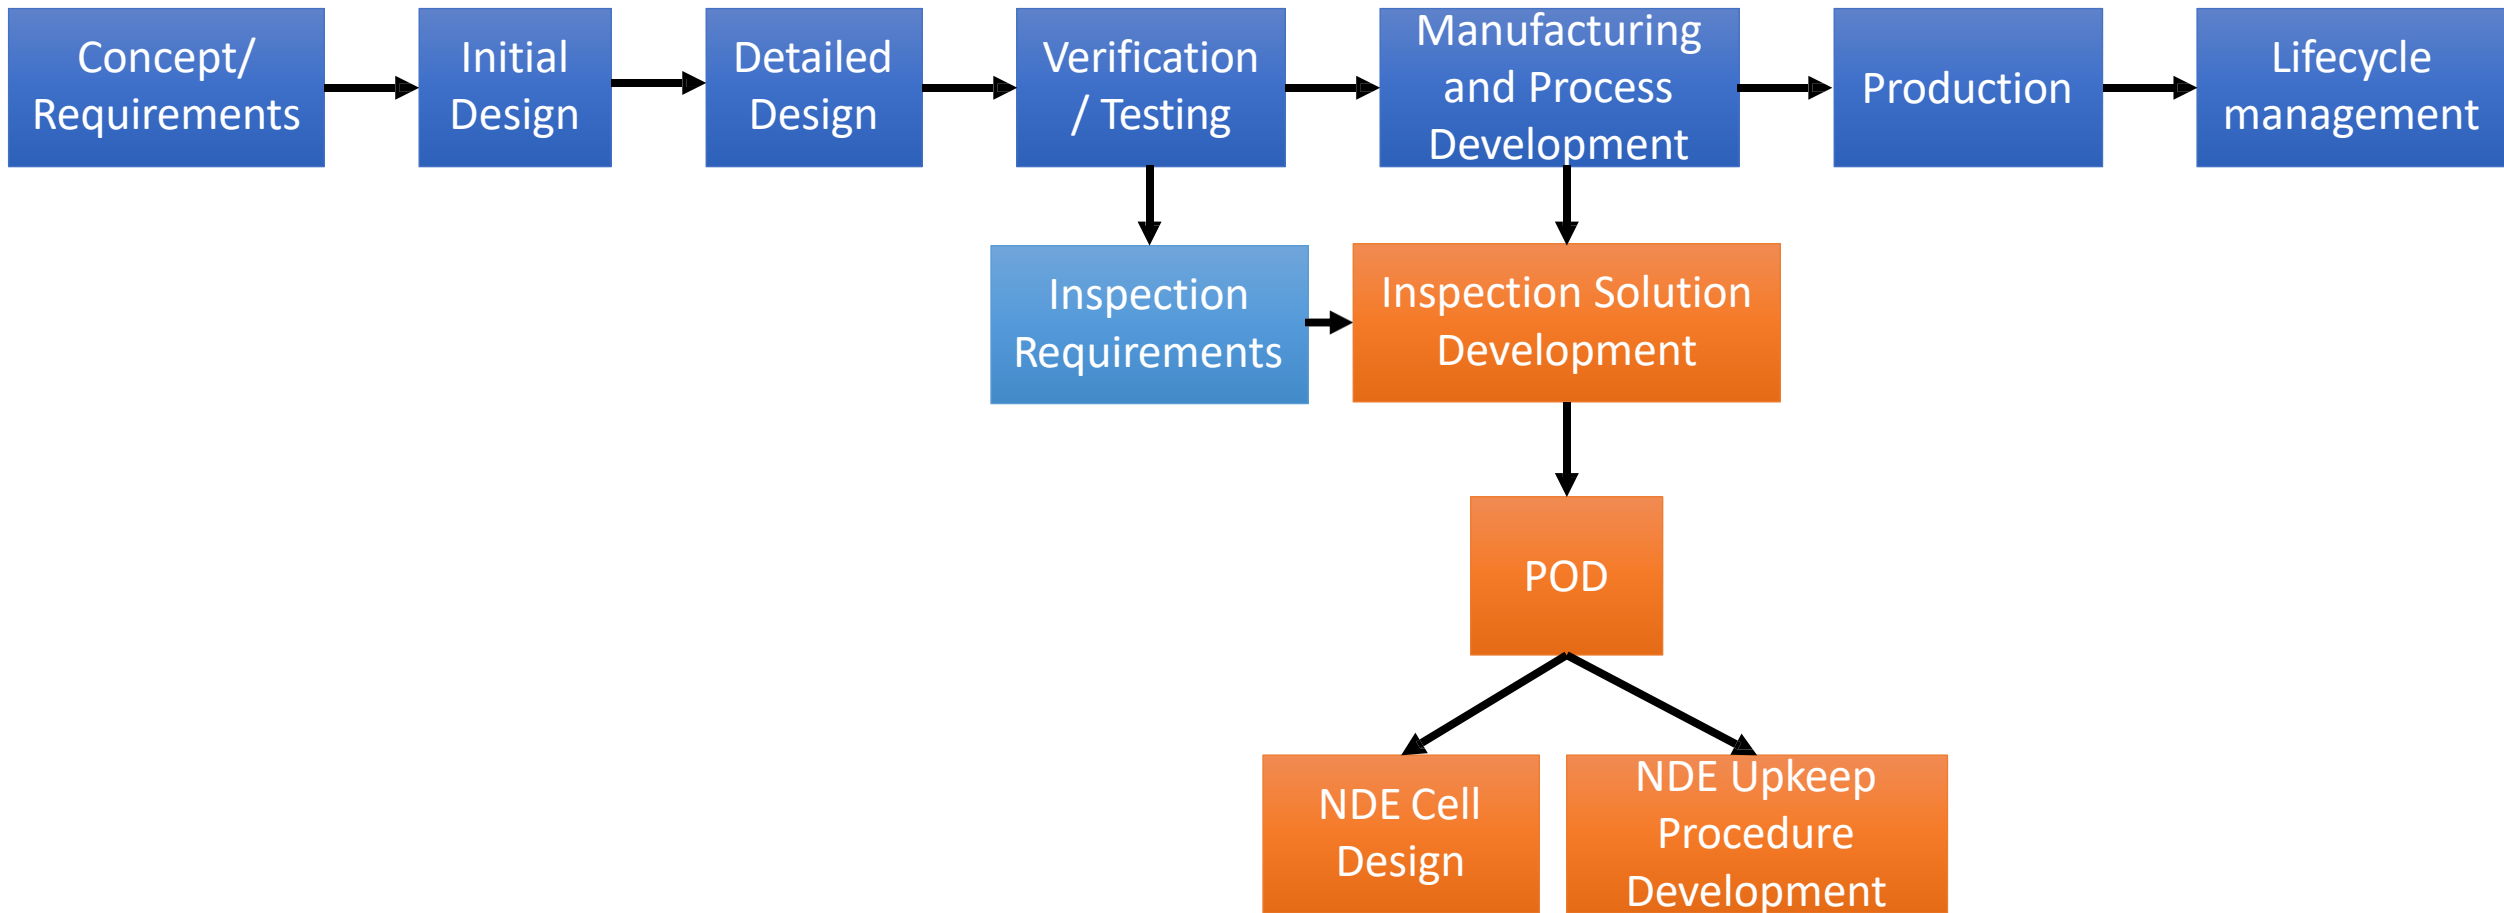 Concept/
Requirements
Initial
Design
Detailed
Design
Verification
/ Testing
Manufacturing
and Process
Development
Production
Lifecycle
management
Inspection
Requirements
Inspection Solution
Development
POD
NDE Cell
Design
NDE Upkeep
Procedure
Development